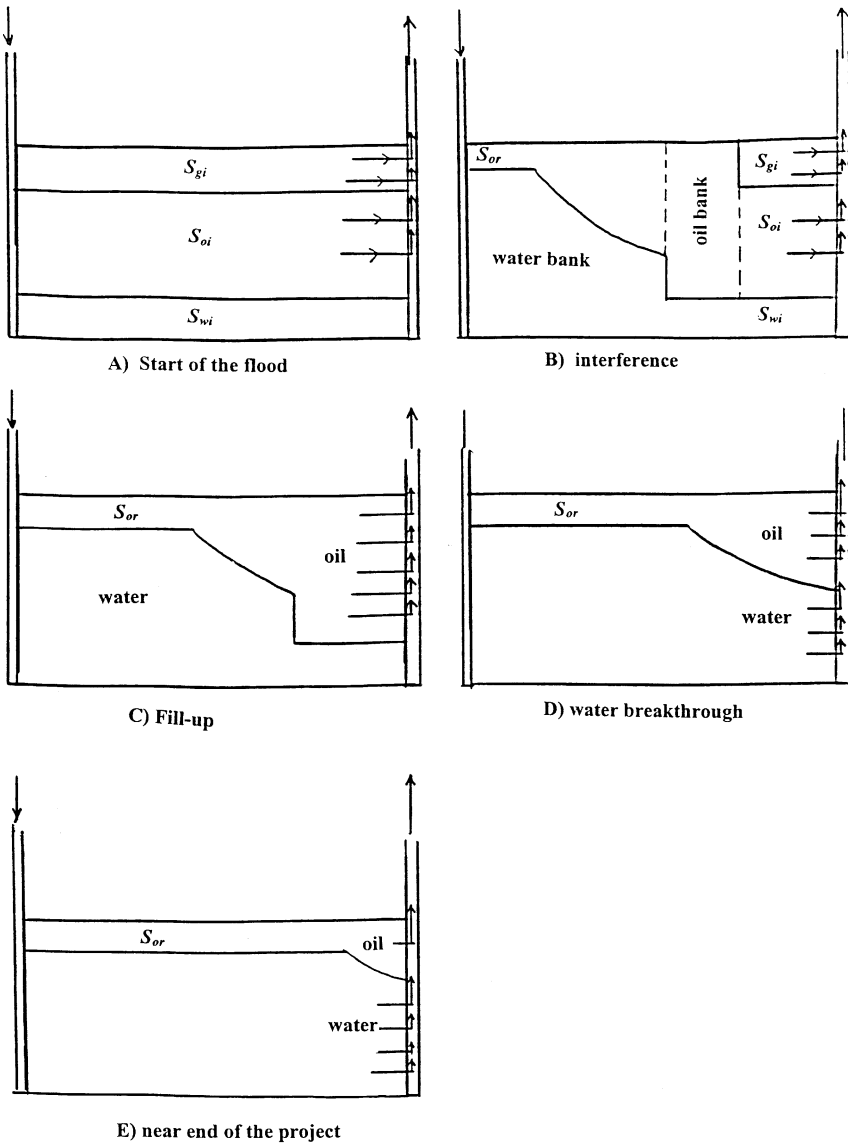 S_gi
S_oi
S_wi
A) Start of the flood
S_or
oil bank
S_gi
S_oi
water bank
S_wi
B) interference
S_or
oil
water
C) Fill-up
S_or
oil
water
D) water breakthrough
S_or
oil
water
E) near end of the project